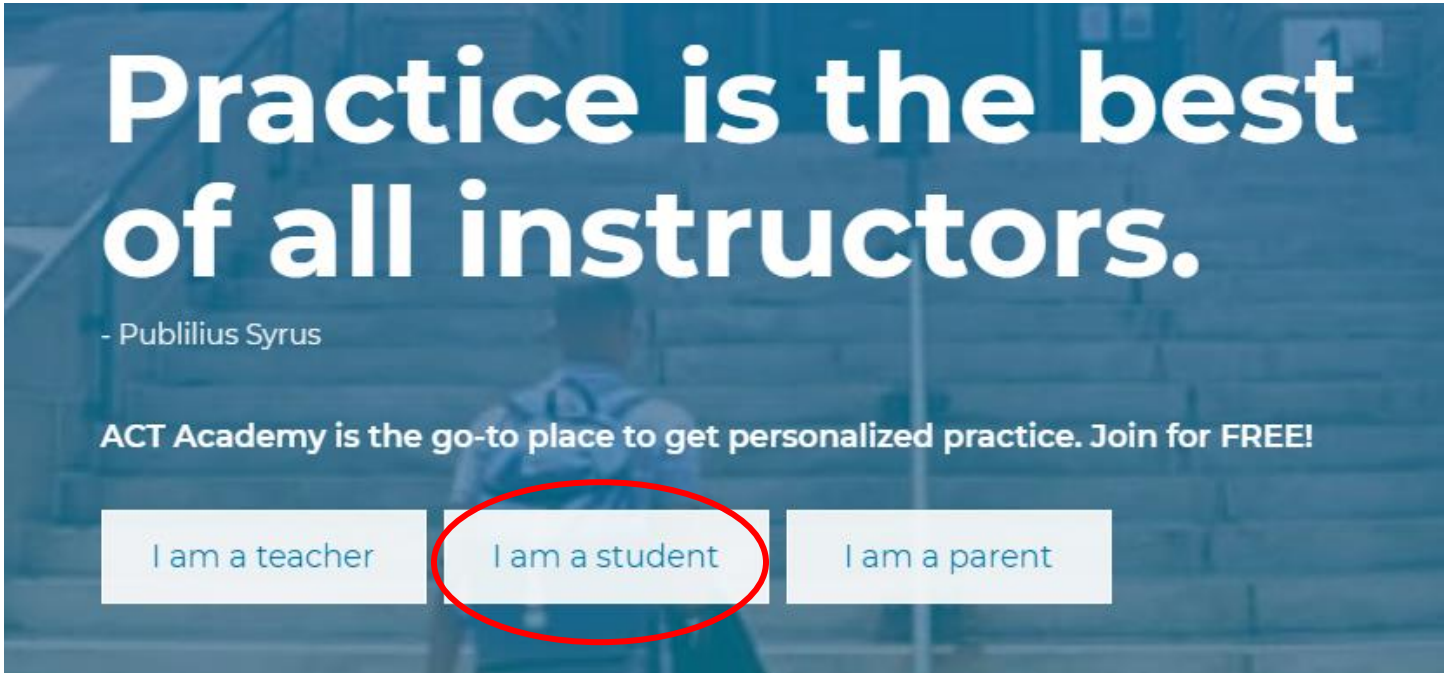 Practice is the best
of all instructors.
- Publilius Syrus
ACT Academy is the go-to place to get personalized practice. Join for FREE!
I am a teacher I am a student I am a parent
1